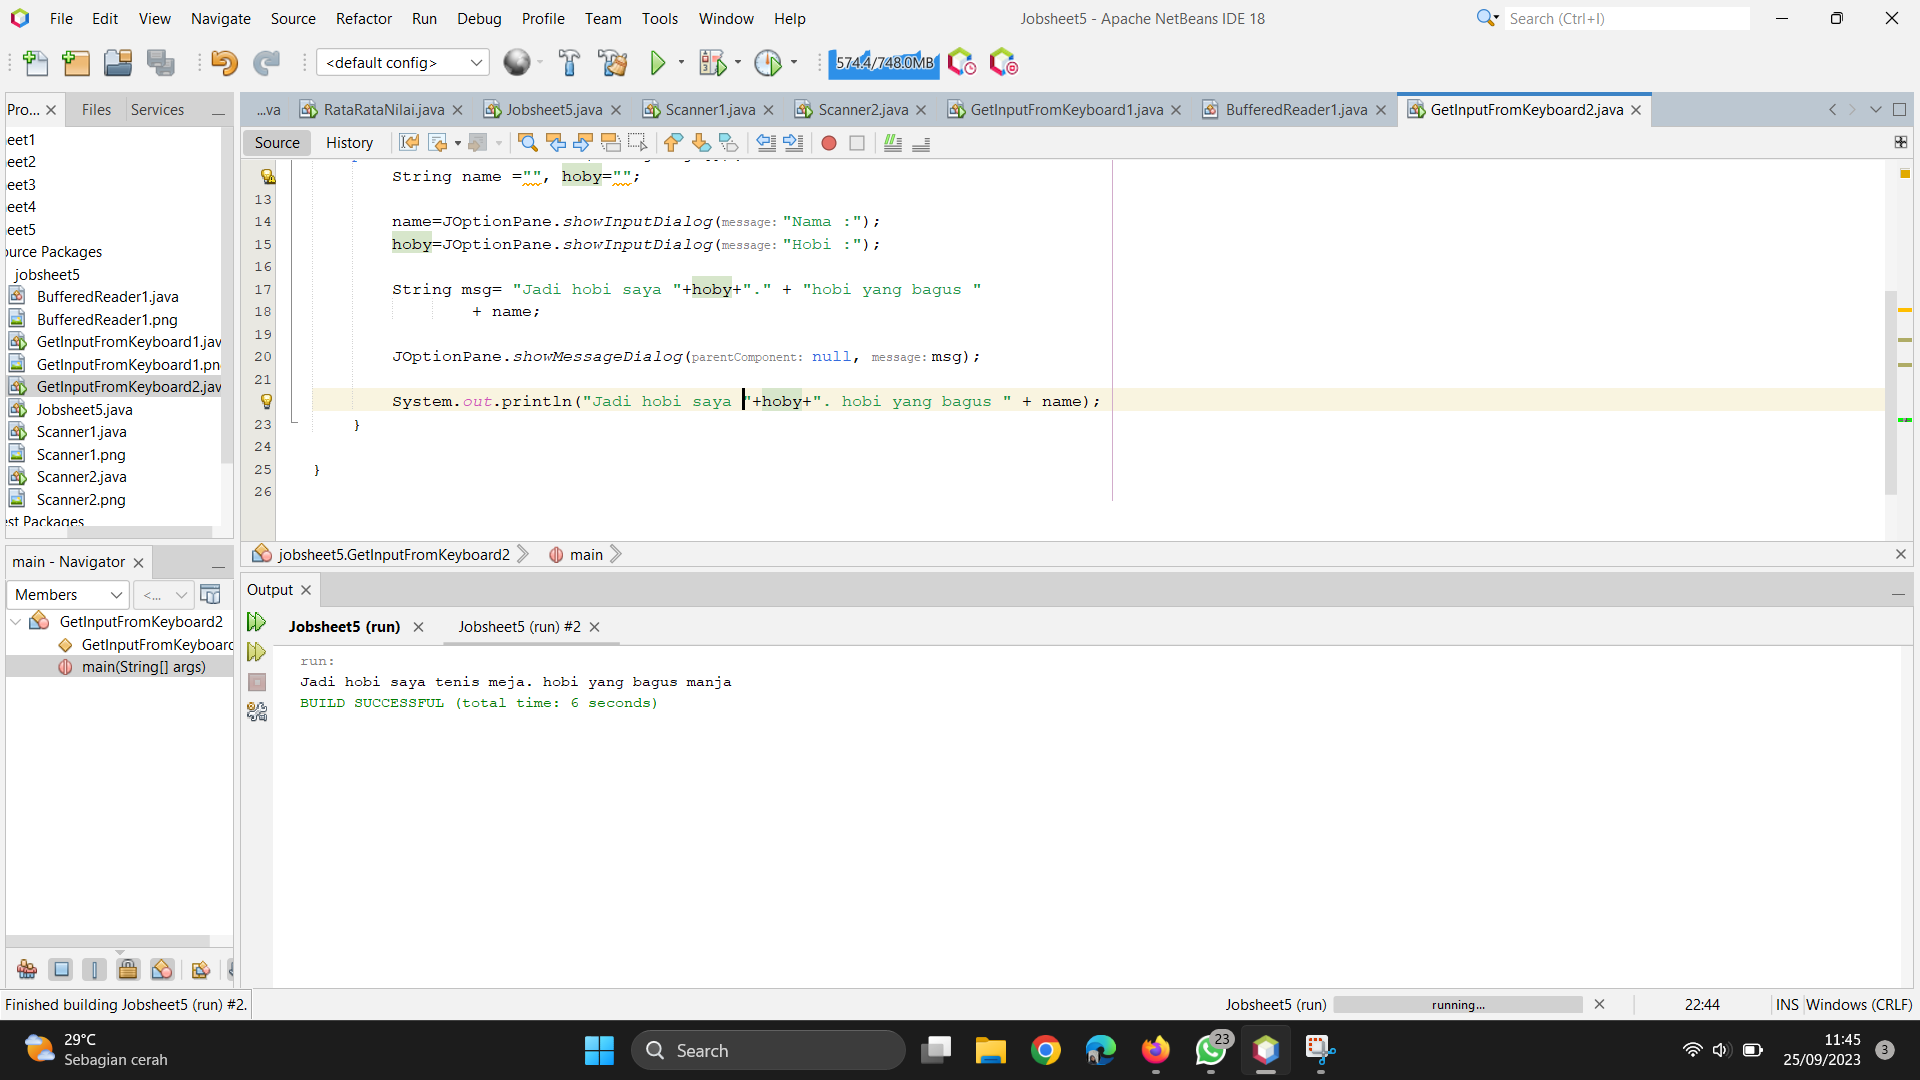 File Edit View Navigate Source Refactor Run Debug Profile Team Tools Window Help
Jobsheet5 - Apache NetBeans IDE 18
Search (Ctrl+I)
<default config>
574.4/748.0MB
Pro... Files Services
...va RataRataNilai.java Jobsheet5.java Scanner1.java Scanner2.java GetInputFromKeyboard1.java BufferedReader1.java GetInputFromKeyboard2.java
Source History
eet1
eet2
eet3
eet4
eet5
ource Packages
jobsheet5
BufferedReader1.java
BufferedReader1.png
GetInputFromKeyboard1.jav
GetInputFromKeyboard1.pn
GetInputFromKeyboard2.jav
Jobsheet5.java
Scanner1.java
Scanner1.png
Scanner2.java
Scanner2.png
est Packages
String name ="", hoby="";
13
14 name=JOptionPane.showInputDialog(message: "Nama :");
15 hoby=JOptionPane.showInputDialog(message: "Hobi :");
16
17 String msg= "Jadi hobi saya "+hoby+"." + "hobi yang bagus "
18 + name;
19
20 JOptionPane.showMessageDialog(parentComponent: null, message: msg);
21
System.out.println("Jadi hobi saya "+hoby+". hobi yang bagus " + name);
23 }
24
25 }
26
jobsheet5.GetInputFromKeyboard2 main
main - Navigator
Members <...
GetInputFromKeyboard2
GetInputFromKeyboard
main(String[] args)
Output
Jobsheet5 (run) Jobsheet5 (run) #2
run:
Jadi hobi saya tenis meja. hobi yang bagus manja
BUILD SUCCESSFUL (total time: 6 seconds)
Finished building Jobsheet5 (run) #2.
Jobsheet5 (run) running... 22:44 INS Windows (CRLF)
29°C
Sebagian cerah
Search
23
11:45
25/09/2023
3